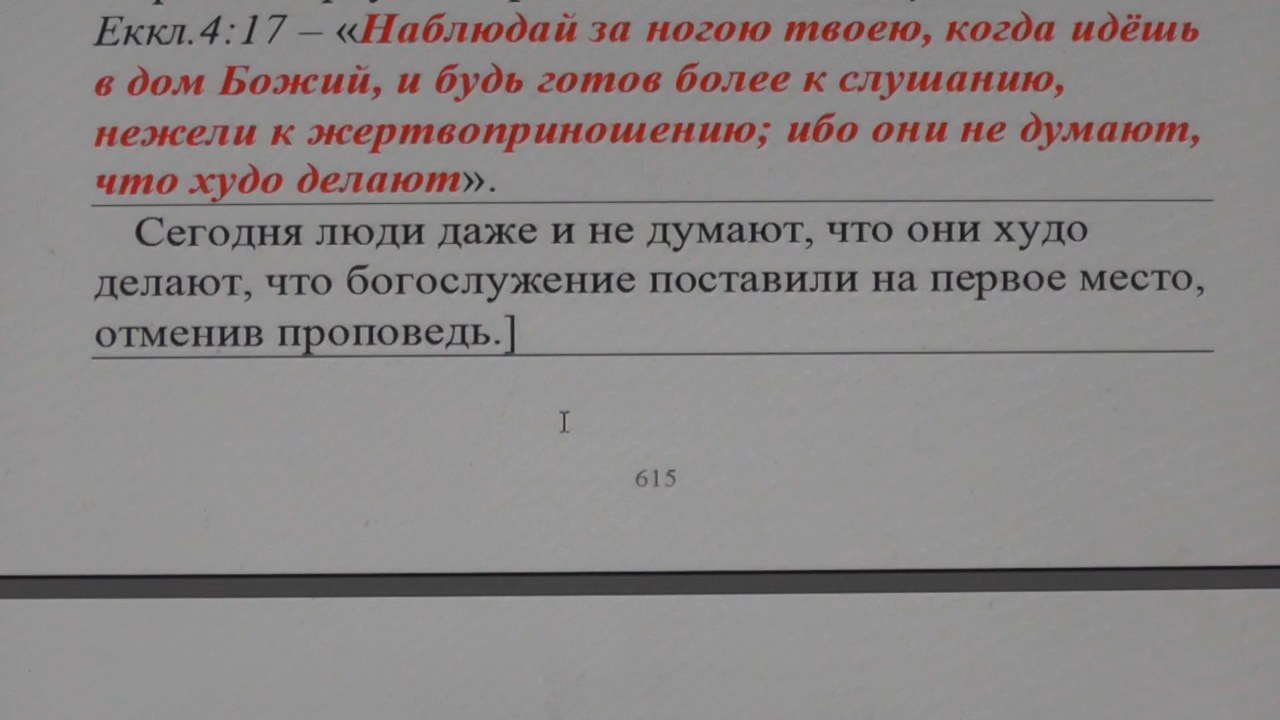 Еккл.4:17 – «Наблюдай за ногою твоею, когда идёшь
в дом Божий, и будь готов более к слушанию,
нежели к жертвоприношению; ибо они не думают,
что худо делают».
Сегодня люди даже и не думают, что они худо
делают, что богослужение поставили на первое место,
отменив проповедь.]
615